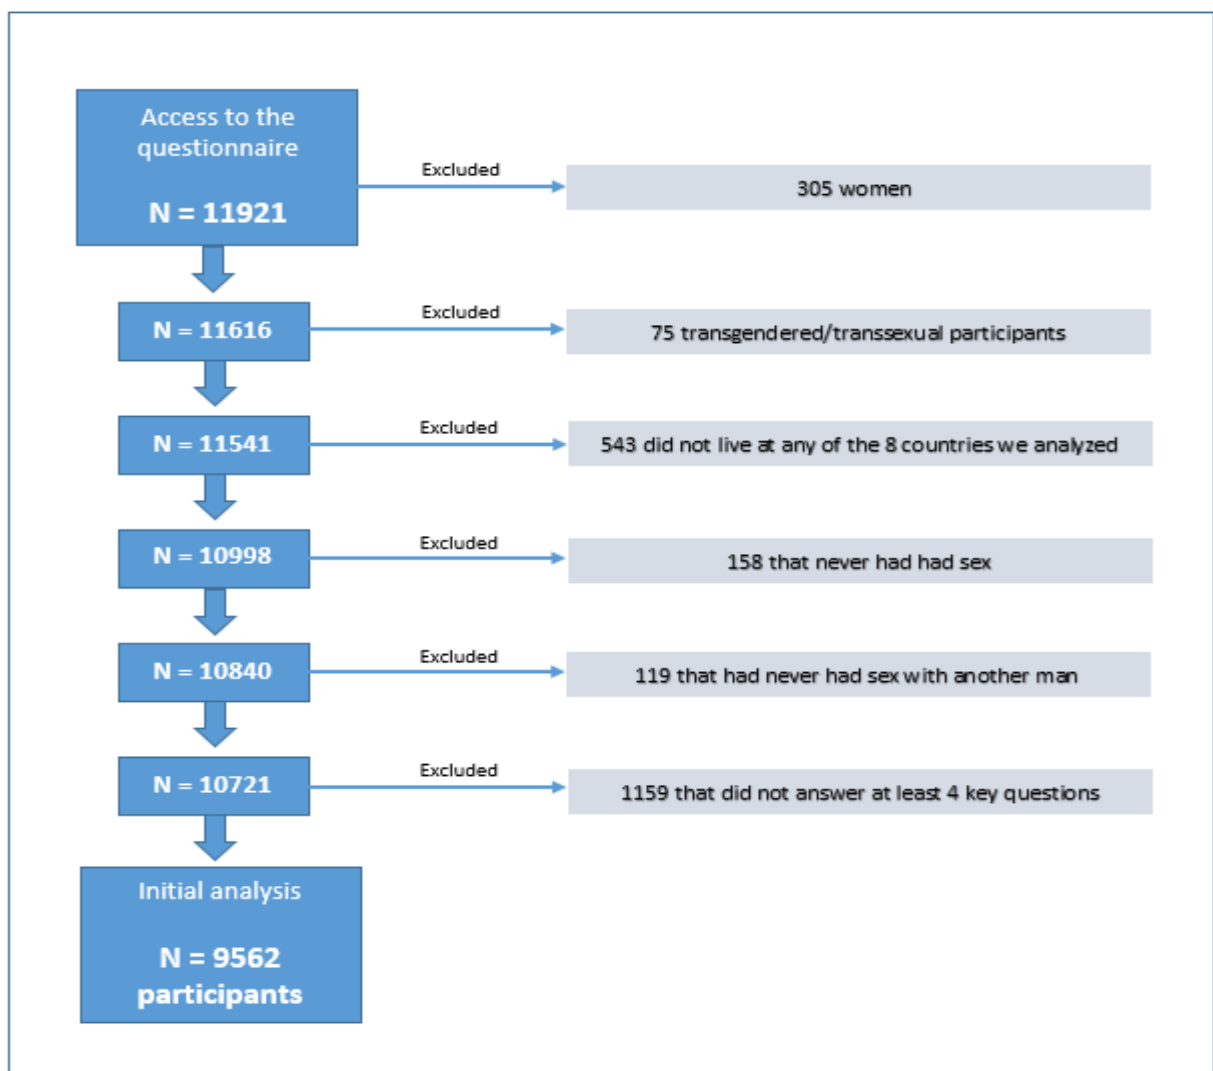 Access to the
questionnaire
N = 11921
Excluded
305 women
N = 11616
Excluded
75 transgendered/transsexual participants
N = 11541
Excluded
543 did not live at any of the 8 countries we analyzed
N = 10998
Excluded
158 that never had had sex
N = 10840
Excluded
119 that had never had sex with another man
N = 10721
Excluded
1159 that did not answer at least 4 key questions
Initial analysis
N = 9562
participants